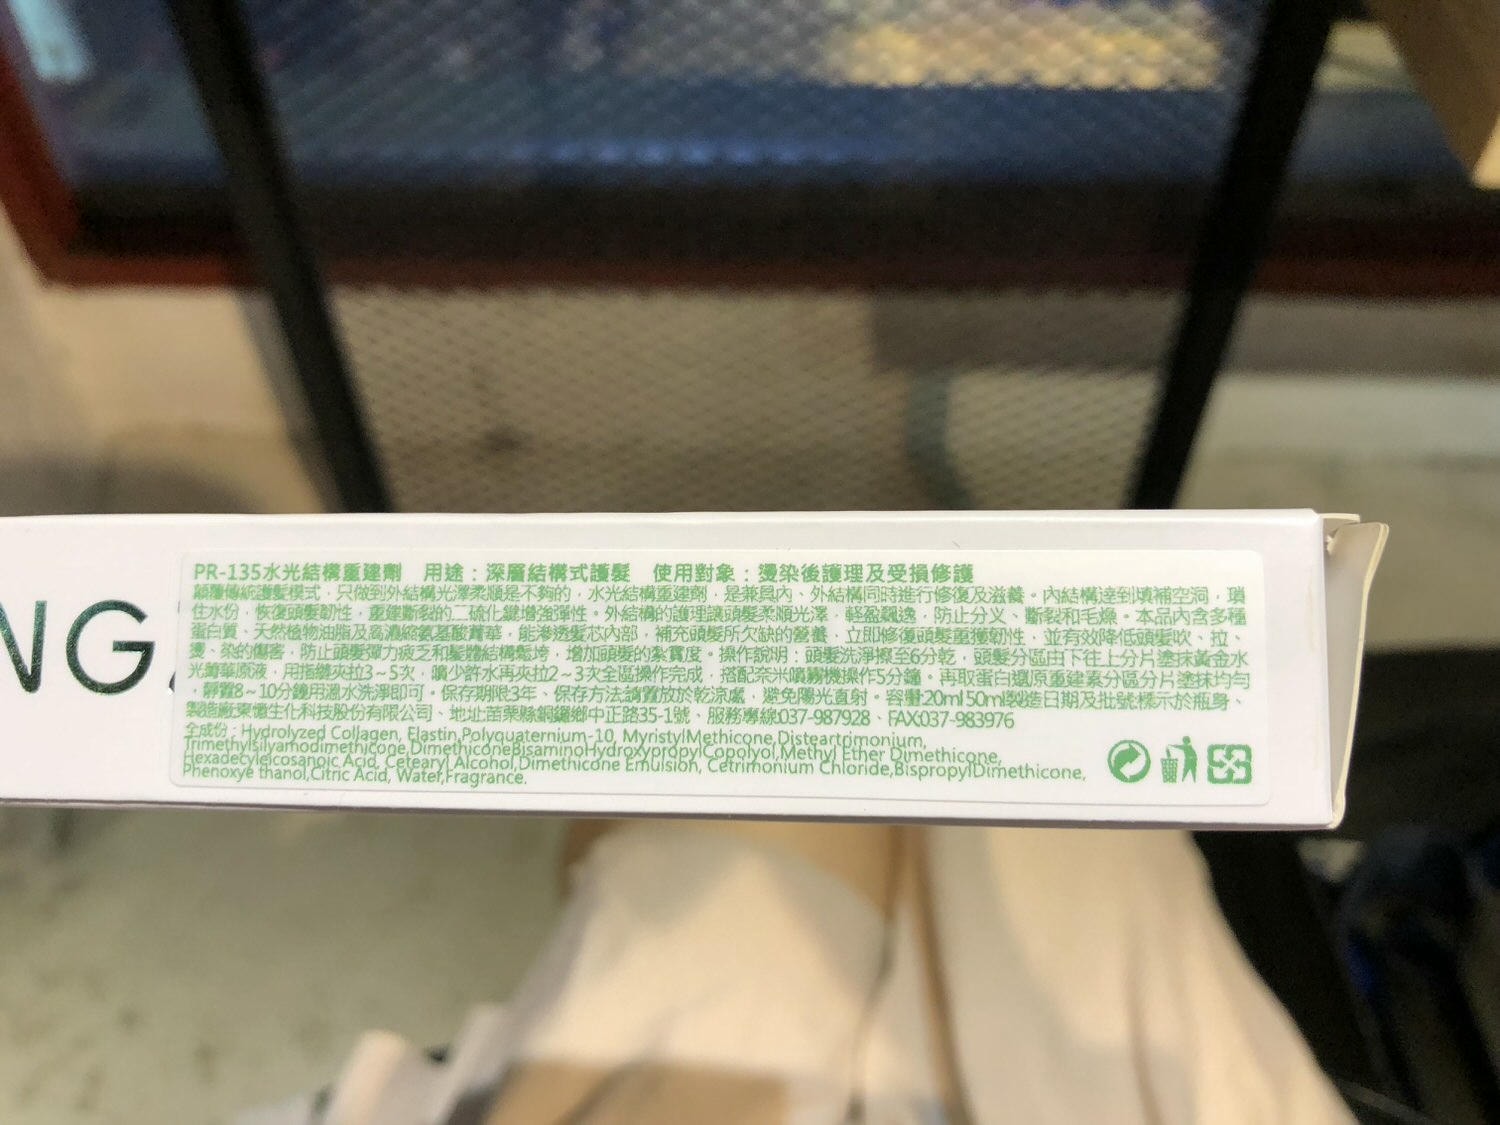 NG
PR-135水光結構重建劑 用途：深層結構式護髮 使用對象：燙染後護理及受損修護
顛覆傳統護髮模式，只做到外結構光澤柔順是不夠的，水光結構重建劑，是兼具內、外結構同時進行修復及滋養。內結構達到填補空洞，瑣
住水份，恢復頭髮韌性，重建斷裂的二硫化鍵增強彈性。外結構的護理讓頭髮柔順光澤，輕盈飄逸，防止分义、斷裂和毛燥。本品內含多種
蛋白質、天然植物油脂及高濃縮氨基酸菁華，能滲透髮芯內部，補充頭髮所欠缺的營養，立即修復頭髮重獲韌性，並有效降低頭髮吹、拉、
燙、染的傷害，防止頭髮彈力疲乏和髮體結構鬆垮，增加頭髮的紮實度。操作說明：頭髮洗淨擦至6分乾，頭髮分區由下往上分片塗抹黃金水
光菁華原液，用指纏夾拉3~5次，噴少許水再夾拉2~3次全區操作完成，搭配奈米噴霧機操作5分鐘。再取蛋白還原重建素分區分片塗抹均勻
，靜置8~10分鐘用溫水洗淨即可。保存期限3年、保存方法請置放於乾涼處，避免陽光直射。容量:20ml 50ml製造日期及批號標示於瓶身、
製造廠東憶生化科技股份有限公司、地址苗栗縣銅鑼鄉中正路35-1號、服務專線037-987928、FAX037-983976
全成份：Hydrolyzed Collagen, Elastin,Polyquaternium-10, MyristylMethicone,Disteartrimonium,
Trimethylsilyamodimethicone,DimethiconeBisaminoHydroxypropylCopolyol,Methyl Ether Dimethicone,
Hexadecyleicosanoic Acid, Cetearyl Alcohol,Dimethicone Emulsion, Cetrimonium Chloride,BispropylDimethicone,
Phenoxye thanol,Citric Acid, Water,Fragrance.